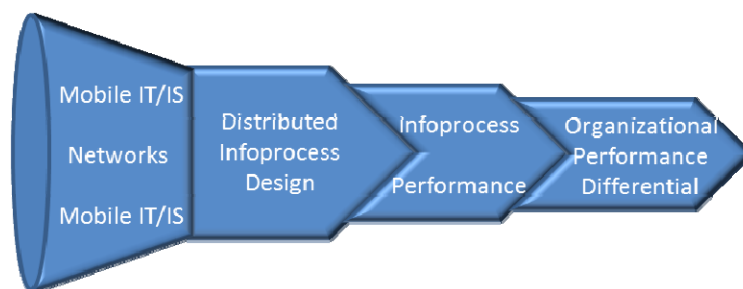 Mobile IT/IS
Networks
Mobile IT/IS
Distributed
Infoprocess
Design
Infoprocess
Performance
Organizational
Performance
Differential